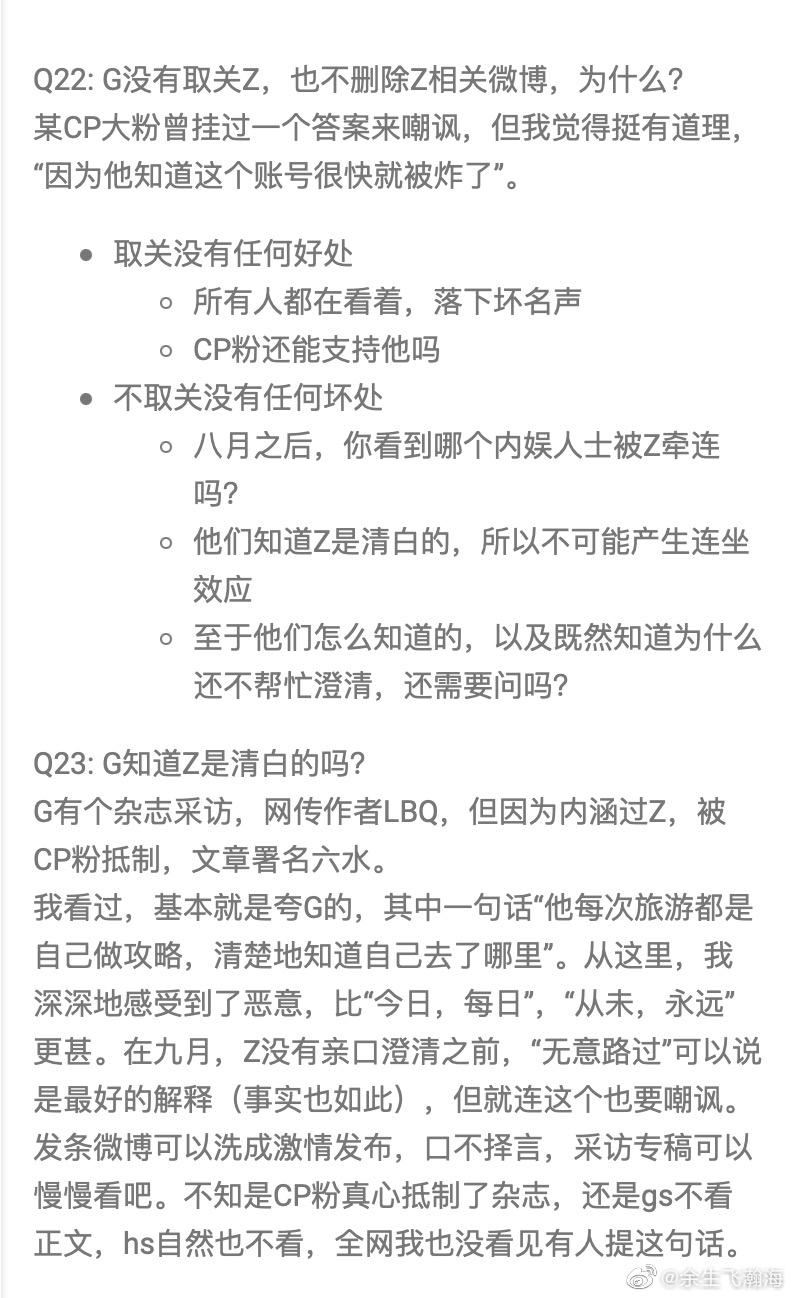 Q22: G没有取关Z，也不删除Z相关微博，为什么？
某CP大粉曾挂过一个答案来嘲讽，但我觉得挺有道理，
“因为他知道这个账号很快就被炸了”。
取关没有任何好处
所有人都在看着，落下坏名声
CP粉还能支持他吗
不取关没有任何坏处
八月之后，你看到哪个内娱人士被Z牵连
吗？
他们知道Z是清白的，所以不可能产生连坐
效应
至于他们怎么知道的，以及既然知道为什么
还不帮忙澄清，还需要问吗？
Q23: G知道Z是清白的吗？
G有个杂志采访，网传作者LBQ，但因为内涵过Z，被
CP粉抵制，文章署名六水。
我看过，基本就是夸G的，其中一句话“他每次旅游都是
自己做攻略，清楚地知道自己去了哪里”。从这里，我
深深地感受到了恶意，比“今日，每日”，“从未，永远”
更甚。在九月，Z没有亲口澄清之前，“无意路过”可以说
是最好的解释（事实也如此），但就连这个也要嘲讽。
发条微博可以洗成激情发布，口不择言，采访专稿可以
慢慢看吧。不知是CP粉真心抵制了杂志，还是gs不看
正文，hs自然也不看，全网我也没看见有人提这句话。
@余生飞瀚海